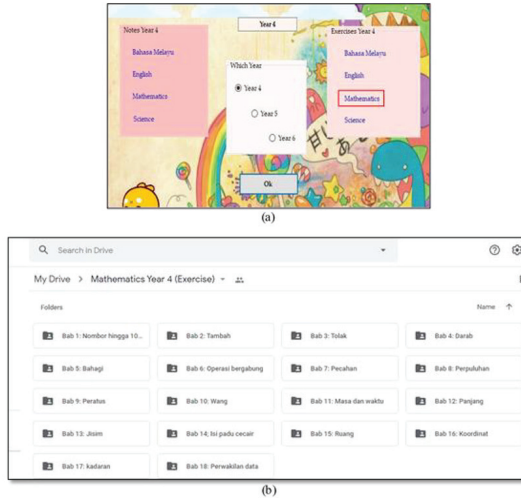 Year 4
Notes Year 4
Bahasa Melayu
English
Mathematics
Science
Which Year
Year 4
Year 5
Year 6
Ok
Exercises Year 4
Bahasa Melayu
English
Mathematics
Science
(a)
Search in Drive
My Drive > Mathematics Year 4 (Exercise)
Folders
Name
Bab 1: Nombor hingga 10...
Bab 2: Tambah
Bab 3: Tolak
Bab 4: Darab
Bab 5: Bahagi
Bab 6: Operasi bergabung
Bab 7: Pecahan
Bab 8: Perpuluhan
Bab 9: Peratus
Bab 10: Wang
Bab 11: Masa dan waktu
Bab 12: Panjang
Bab 13: Jisim
Bab 14: Isi padu cecair
Bab 15: Ruang
Bab 16: Koordinat
Bab 17: kadaran
Bab 18: Perwakilan data
(b)